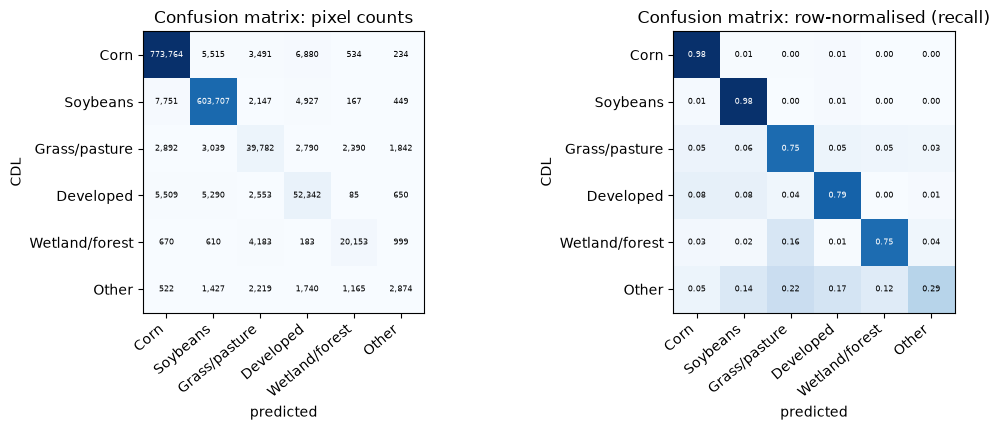 Confusion matrix: pixel counts
CDL
Corn 773,764 5,515 3,491 6,880 534 234
Soybeans 7,751 603,707 2,147 4,927 167 449
Grass/pasture 2,892 3,039 39,782 2,790 2,390 1,842
Developed 5,509 5,290 2,553 52,342 85 650
Wetland/forest 670 610 4,183 183 20,153 999
Other 522 1,427 2,219 1,740 1,165 2,874
Corn Soybeans Grass/pasture Developed Wetland/forest Other
predicted
Confusion matrix: row-normalised (recall)
CDL
Corn 0.98 0.01 0.00 0.01 0.00 0.00
Soybeans 0.01 0.98 0.00 0.01 0.00 0.00
Grass/pasture 0.05 0.06 0.75 0.05 0.05 0.03
Developed 0.08 0.08 0.04 0.79 0.00 0.01
Wetland/forest 0.03 0.02 0.16 0.01 0.75 0.04
Other 0.05 0.14 0.22 0.17 0.12 0.29
Corn Soybeans Grass/pasture Developed Wetland/forest Other
predicted